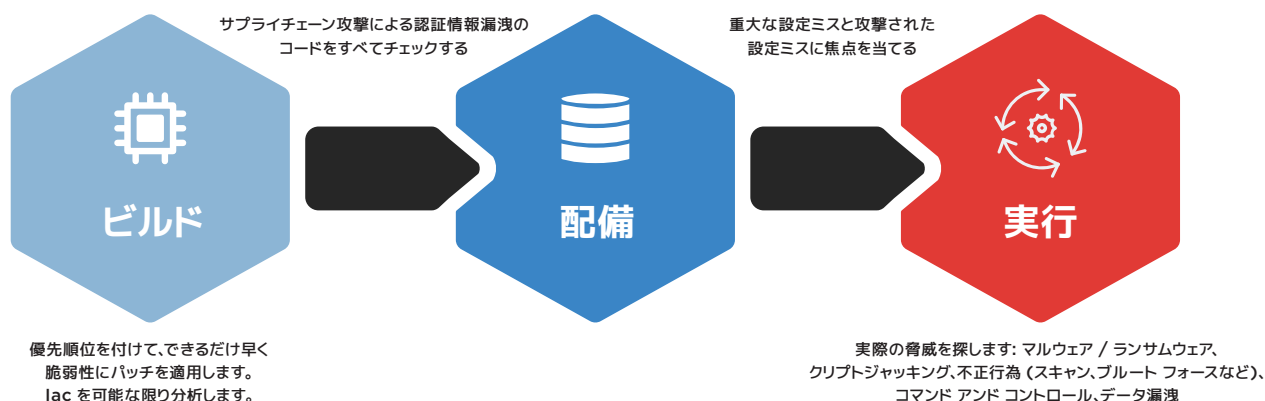 サプライチェーン攻撃による認証情報漏洩の
コードをすべてチェックする
重大な設定ミスと攻撃された
設定ミスに焦点を当てる
ビルド
配備
実行
優先順位を付けて、できるだけ早く
脆弱性にパッチを適用します。
Iac を可能な限り分析します。
実際の脅威を探します: マルウェア / ランサムウェア、
クリプトジャッキング、不正行為 (スキャン、ブルート フォースなど)、
コマンド アンド コントロール、データ漏洩